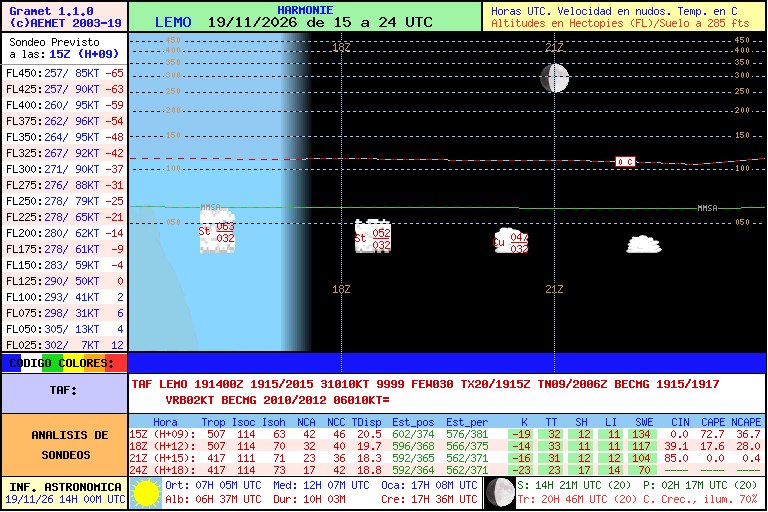 Gramet 1.1.0
(c)AEMET 2003-19
HARMONIE
LEMO 19/11/2026 de 15 a 24 UTC
Horas UTC. Velocidad en nudos. Temp. en C
Altitudes en Hectopies (FL)/Suelo a 285 fts
Sondeo Previsto
a las: 15Z (H+09)
FL450:257/ 85KT -65
FL425:257/ 90KT -63
FL400:260/ 95KT -59
FL375:262/ 96KT -54
FL350:264/ 95KT -48
FL325:267/ 92KT -42
FL300:271/ 90KT -37
FL275:276/ 88KT -31
FL250:278/ 79KT -25
FL225:278/ 65KT -21
FL200:280/ 62KT -14
FL175:278/ 61KT -9
FL150:283/ 59KT -4
FL125:290/ 50KT 0
FL100:293/ 41KT 2
FL075:298/ 31KT 6
FL050:305/ 13KT 4
FL025:302/ 7KT 12
18Z 21Z
450 450
400 400
350 350
300 300
250 250
200 200
150 150
0 C
100 100
MMSA MMSA
050 050
St 063 032
St 052 032
Cu 047 032
18Z 21Z
CODIGO COLORES:
TAF:
TAF LEMO 191400Z 1915/2015 31010KT 9999 FEW030 TX20/1915Z TN09/2006Z BECMG 1915/1917
VRB02KT BECMG 2010/2012 06010KT=
ANALISIS DE
SONDEOS
Hora Trop Isoc Isoh NCA NCC TDisp Est_pos Est_per K TT SH LI SWE CIN CAPE NCAPE
15Z (H+09): 507 114 63 42 46 20.5 602/374 576/381 -19 32 12 11 134 0.0 72.7 36.7
18Z (H+12): 507 114 70 32 40 19.7 596/368 566/375 -16 32 11 11 132 39.1 17.6 28.0
21Z (H+15): 417 111 71 23 36 18.3 592/365 562/371 -16 31 12 12 104 85.0 0.0 0.4
24Z (H+18): 417 114 73 17 42 18.8 592/364 562/371 -23 23 17 14 70 ---- ---- ----
INF. ASTRONOMICA
19/11/26 14H 00M UTC
Ort: 07H 05M UTC Med: 12H 07M UTC Oca: 17H 08M UTC
Alb: 06H 37M UTC Dur: 10H 03M Cre: 17H 36M UTC
S: 14H 21M UTC (20) P: 02H 17M UTC (20)
Tr: 20H 46M UTC (20) C. Crec., ilum. 70%